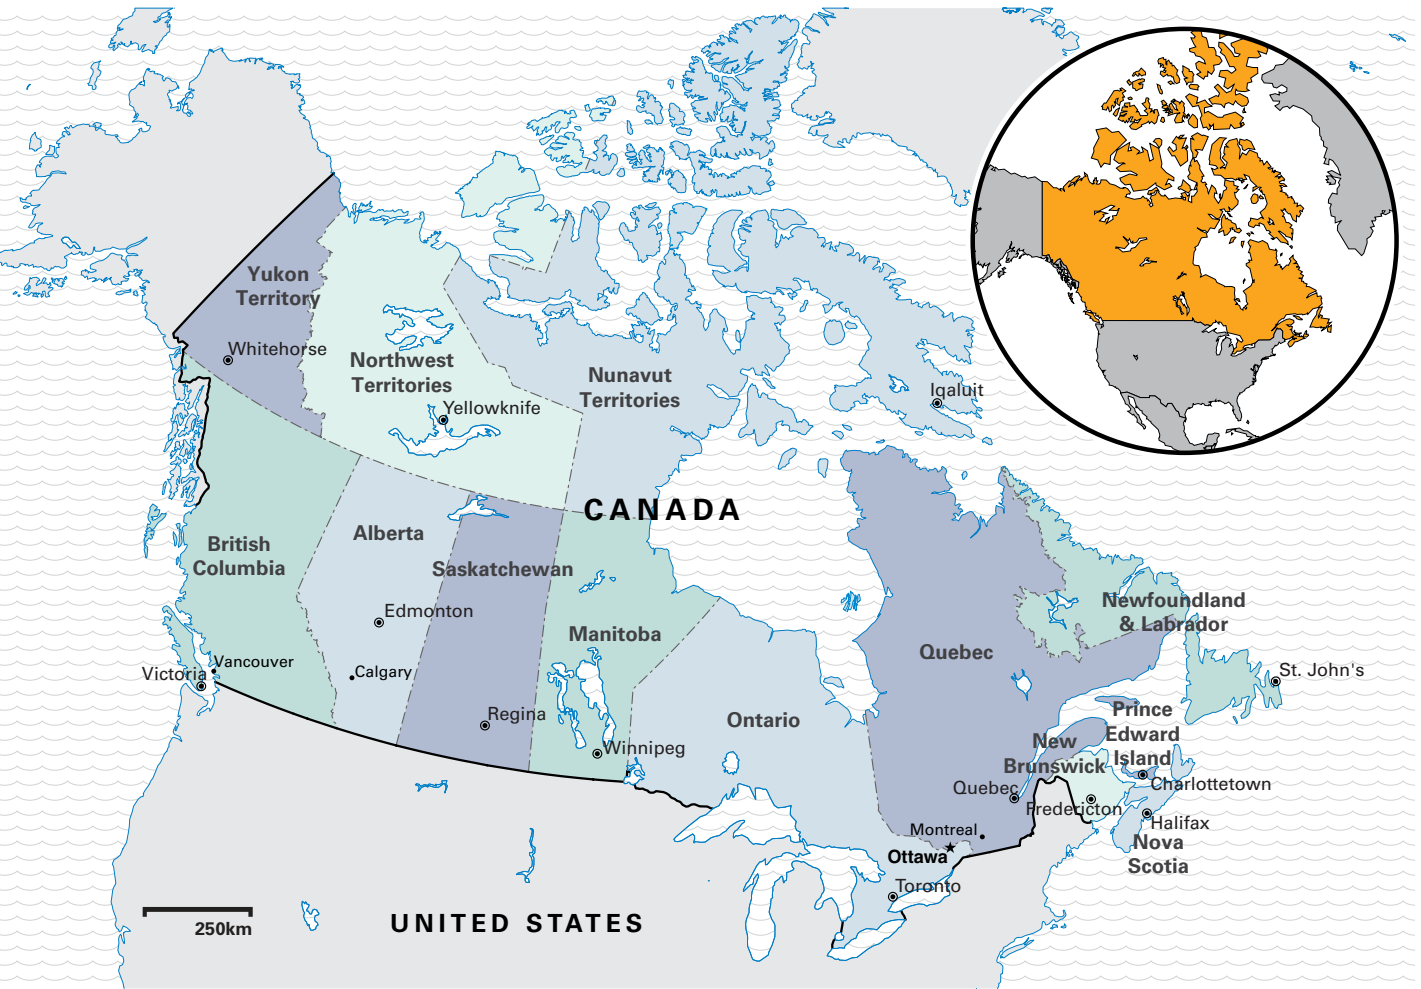 Yukon
Territory
Whitehorse
Northwest
Territories
Yellowknife
Nunavut
Territories
Iqaluit
CANADA
British
Columbia
Alberta
Saskatchewan
Edmonton
Manitoba
Newfoundland
& Labrador
Quebec
Vancouver
Victoria
Calgary
St. John's
Regina
Winnipeg
Ontario
Prince
Edward
Island
New
Brunswick
Charlottetown
Quebec
Fredericton
Halifax
Montreal
Nova
Scotia
Ottawa
Toronto
UNITED STATES
250km